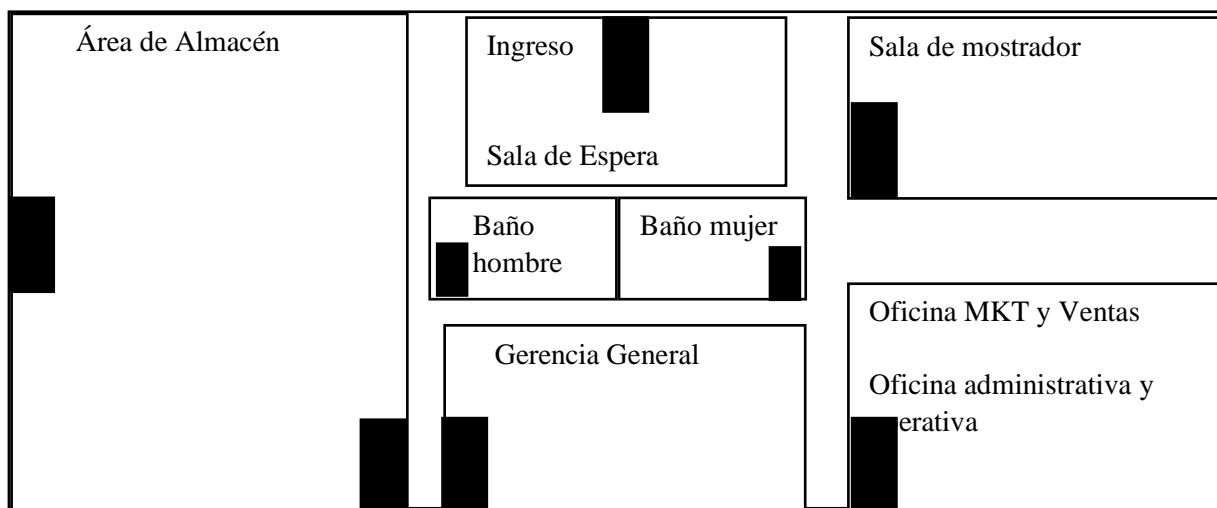 Área de Almacén
Ingreso
Sala de Espera
Sala de mostrador
Baño
hombre
Baño mujer
Gerencia General
Oficina MKT y Ventas
Oficina administrativa y
erativa